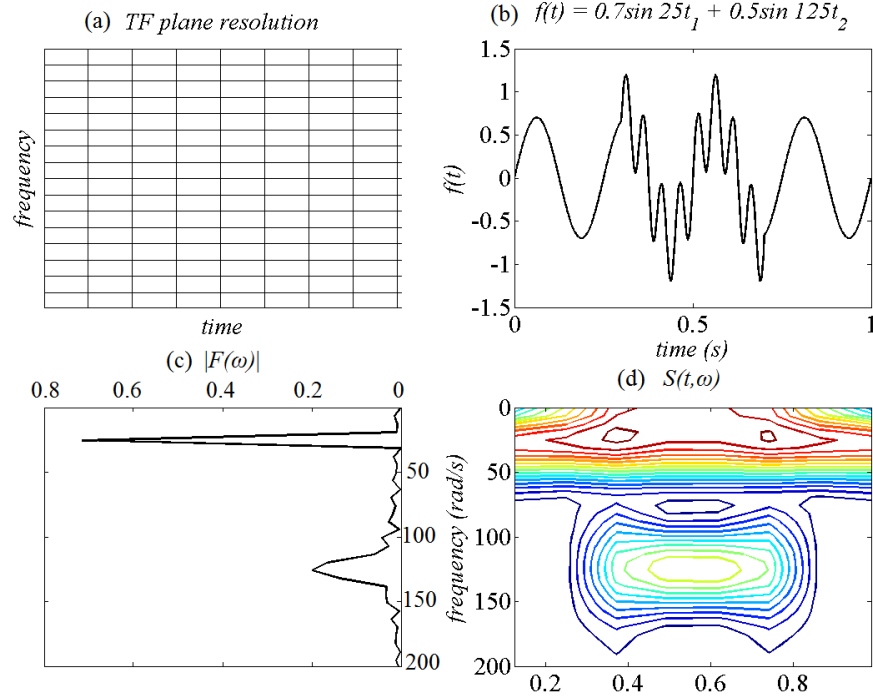 (a) TF plane resolution
frequency
time
(b) f(t) = 0.7sin 25t₁ + 0.5sin 125t₂
1.5
1
0.5
0
-0.5
-1
-1.5
f(t)
0 0.5 1
time (s)
(c) |F(ω)|
0.8 0.6 0.4 0.2 0
50
100
150
200
(d) S(t,ω)
frequency (rad/s)
0
50
100
150
200
0.2 0.4 0.6 0.8